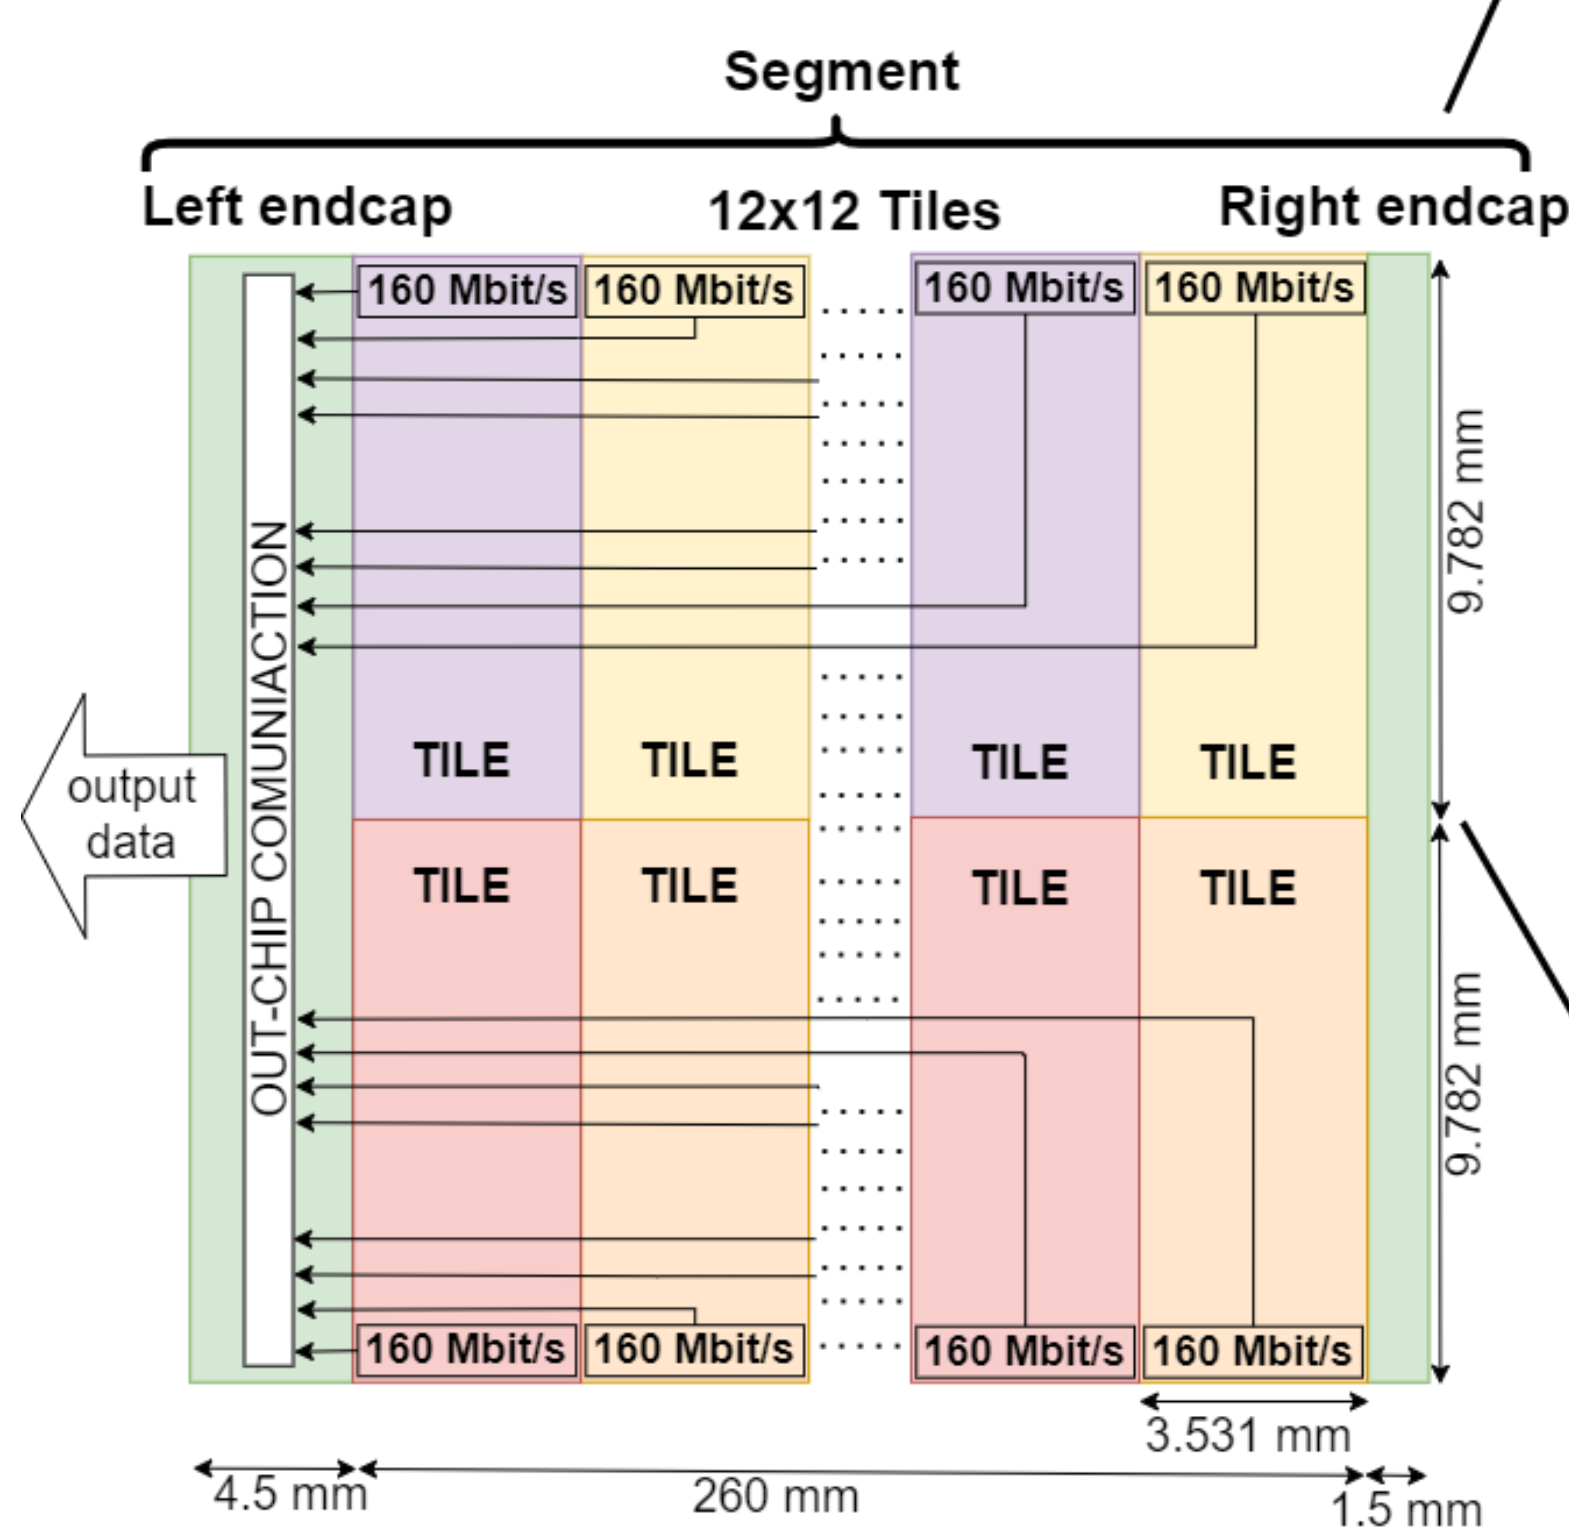 Segment
Left endcap
12x12 Tiles
Right endcap
160 Mbit/s
160 Mbit/s
160 Mbit/s
160 Mbit/s
9.782 mm
OUT-CHIP COMUNIACTION
output
data
TILE
TILE
TILE
TILE
TILE
TILE
TILE
TILE
9.782 mm
160 Mbit/s
160 Mbit/s
160 Mbit/s
160 Mbit/s
3.531 mm
4.5 mm
260 mm
1.5 mm